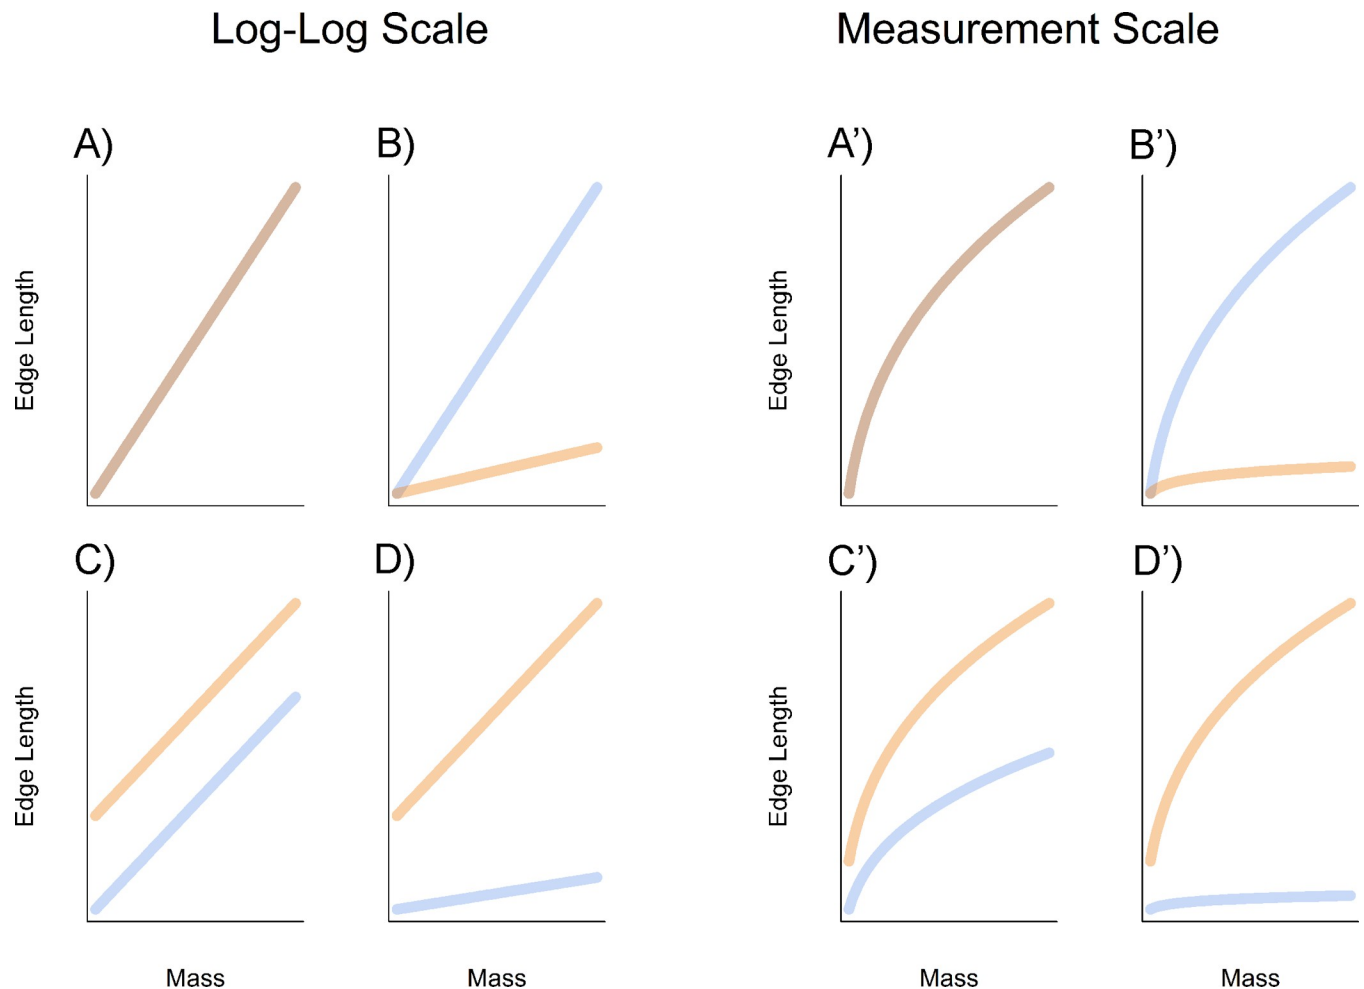 Log-Log Scale
Measurement Scale
A)
B)
A’)
B’)
Edge Length
Edge Length
C)
D)
C’)
D’)
Edge Length
Edge Length
Mass
Mass
Mass
Mass